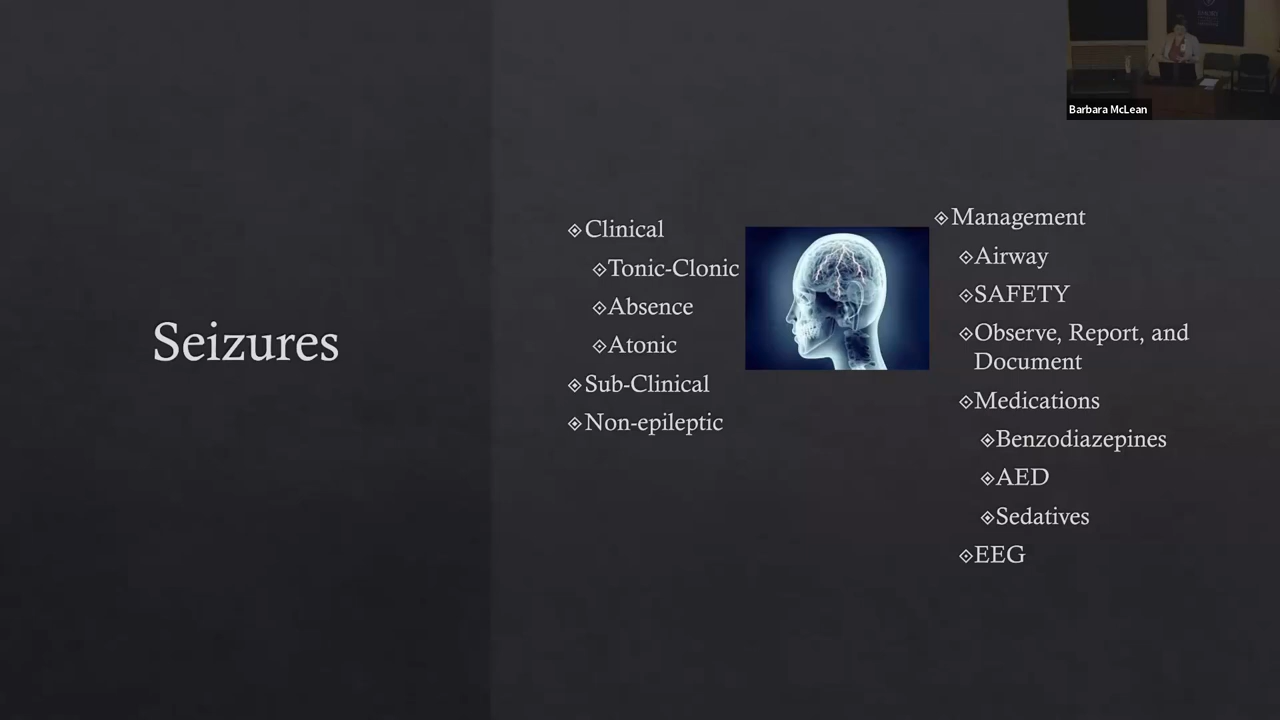 Barbara McLean
Seizures
Clinical
Tonic-Clonic
Absence
Atonic
Sub-Clinical
Non-epileptic
Management
Airway
SAFETY
Observe, Report, and
Document
Medications
Benzodiazepines
AED
Sedatives
EEG